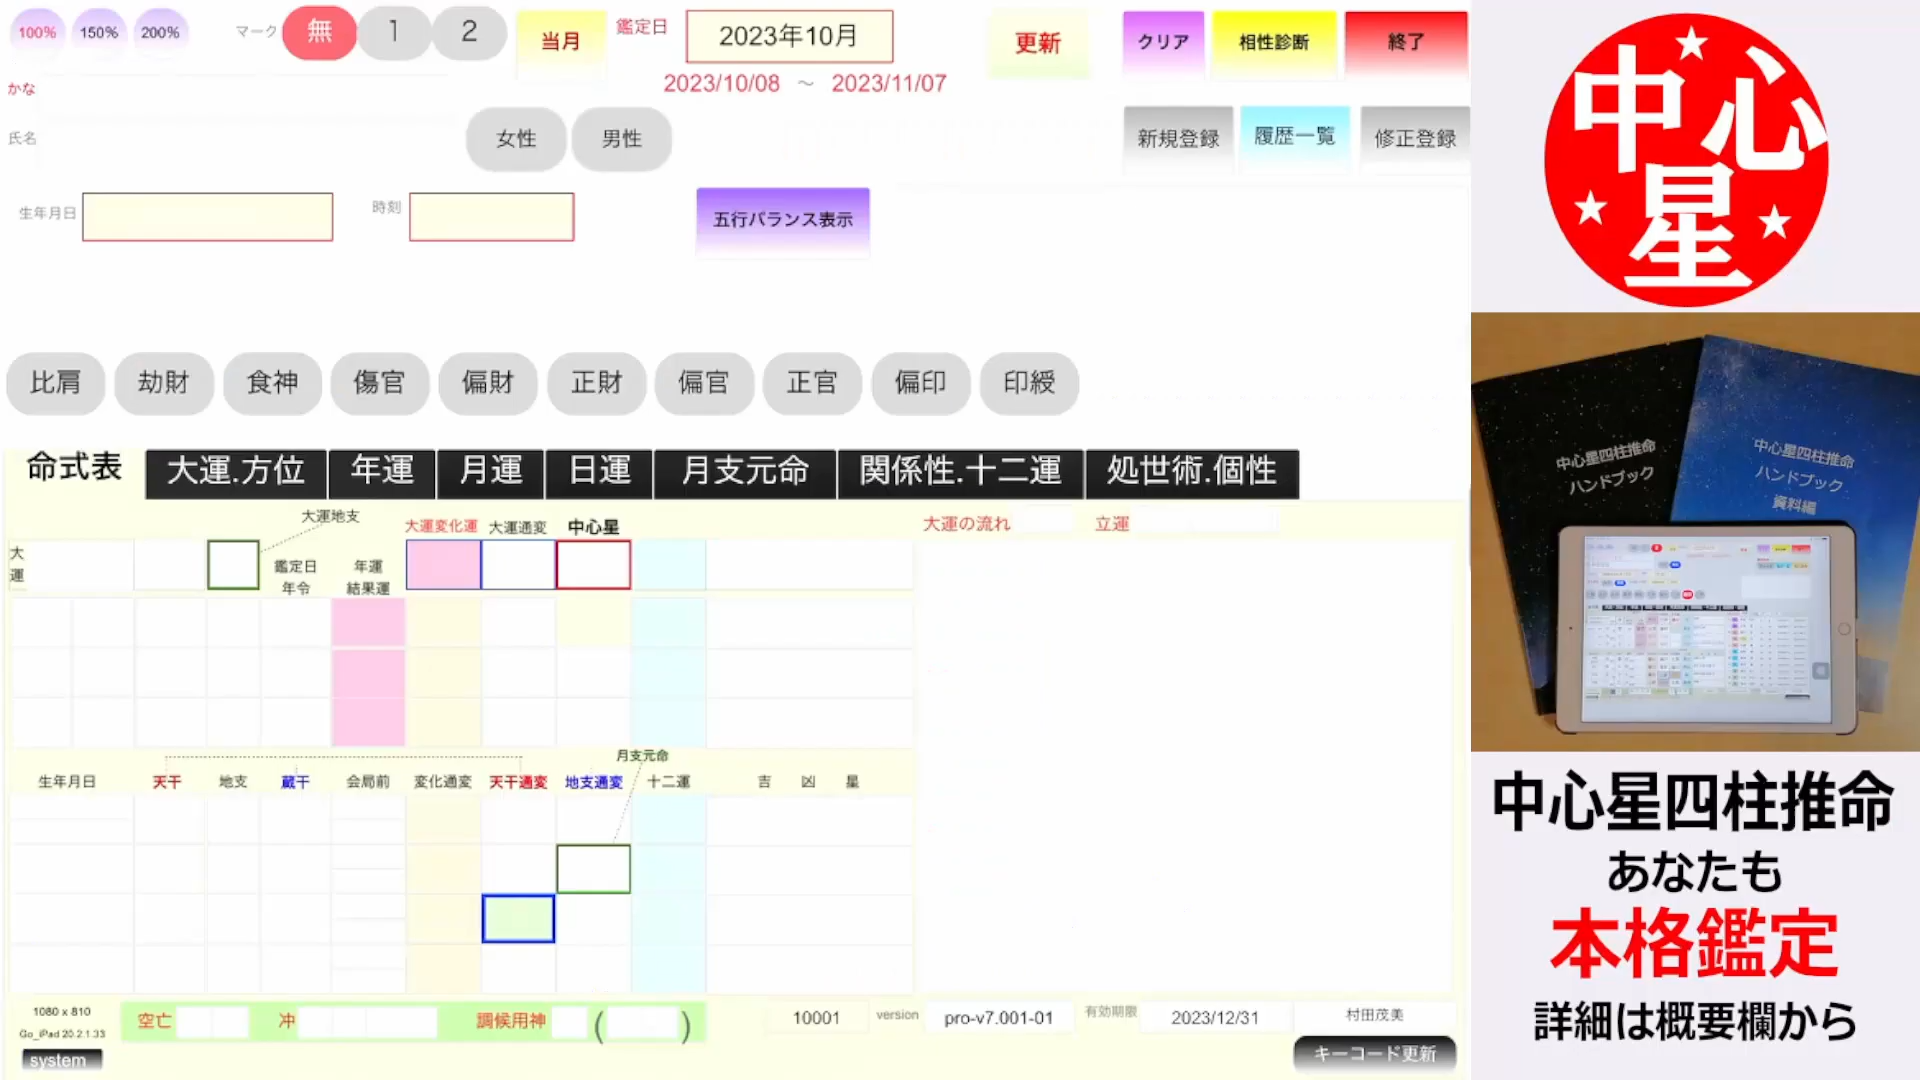 100% 150% 200% マーク 無 1 2 当月 鑑定日 2023年10月 更新 クリア 相性診断 終了
2023/10/08 ～ 2023/11/07
かな
氏名 女性 男性 新規登録 履歴一覧 修正登録
生年月日 時刻 五行バランス表示
比肩 劫財 食神 傷官 偏財 正財 偏官 正官 偏印 印綬
命式表 大運.方位 年運 月運 日運 月支元命 関係性.十二運 処世術.個性
大運地支 大運変化運 大運通変 中心星 大運の流れ 立運
大
運
鑑定日 年運
年令 結果運
月支元命
生年月日 天干 地支 蔵干 会局前 変化通変 天干通変 地支通変 十二運 吉 凶 星
1080 x 810 空亡 冲 調候用神 ( ) 10001 version pro-v7.001-01 有効期限 2023/12/31 村田茂美
Go_iPad 20.2.1.33
system キーコード更新
中心
星
中心星四柱推命
ハンドブック
中心星四柱推命
ハンドブック
資料編
中心星四柱推命
あなたも
本格鑑定
詳細は概要欄から